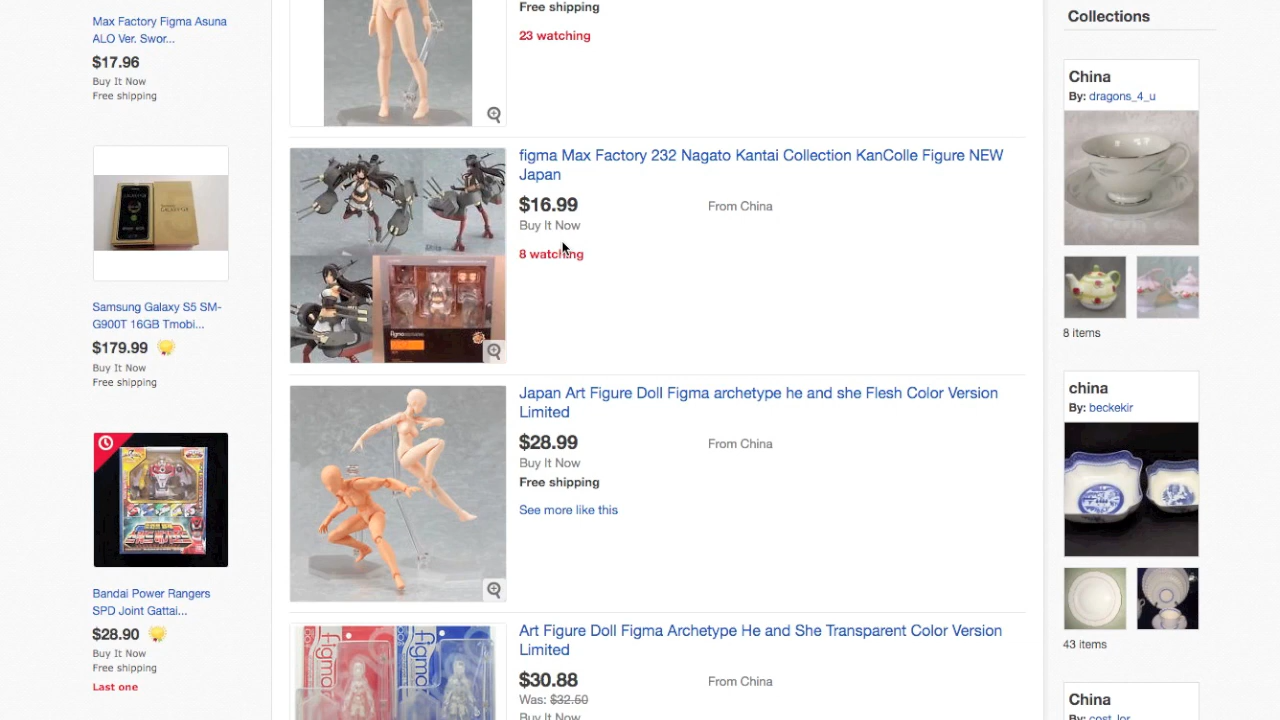 Max Factory Figma Asuna
ALO Ver. Swor...
$17.96
Buy It Now
Free shipping
Samsung Galaxy S5 SM-
G900T 16GB Tmobi...
$179.99
Buy It Now
Free shipping
Bandai Power Rangers
SPD Joint Gattai...
$28.90
Buy It Now
Free shipping
Last one
Free shipping
23 watching
figma Max Factory 232 Nagato Kantai Collection KanColle Figure NEW
Japan
$16.99
From China
Buy It Now
8 watching
figma
Japan Art Figure Doll Figma archetype he and she Flesh Color Version
Limited
$28.99
From China
Buy It Now
Free shipping
See more like this
figma
figma
Art Figure Doll Figma Archetype He and She Transparent Color Version
Limited
$30.88
From China
Was: $32.50
Buy It Now
Collections
China
By: dragons_4_u
8 items
china
By: beckekir
43 items
China
By: cost_lor